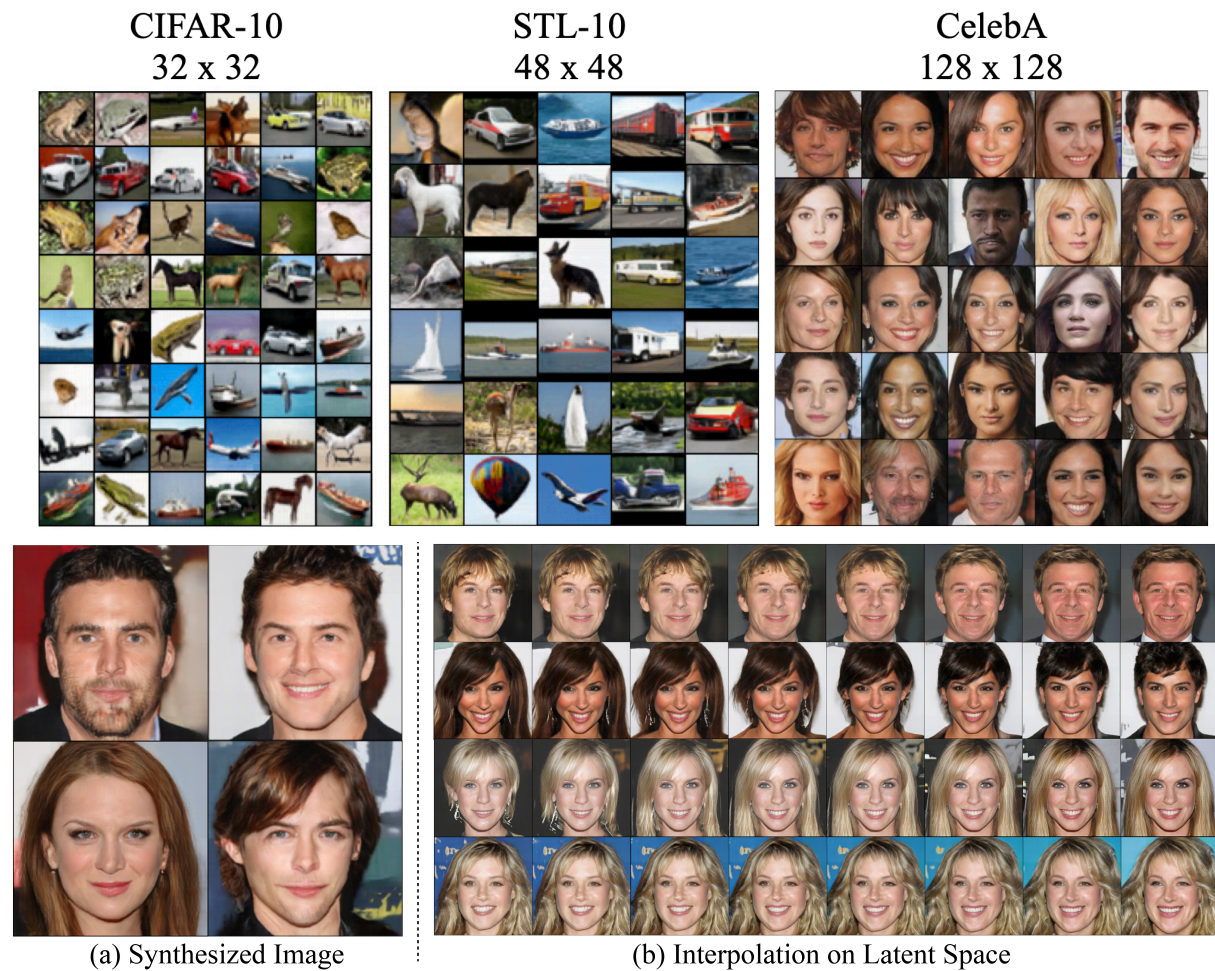 CIFAR-10
32 x 32
STL-10
48 x 48
CelebA
128 x 128
(a) Synthesized Image
(b) Interpolation on Latent Space